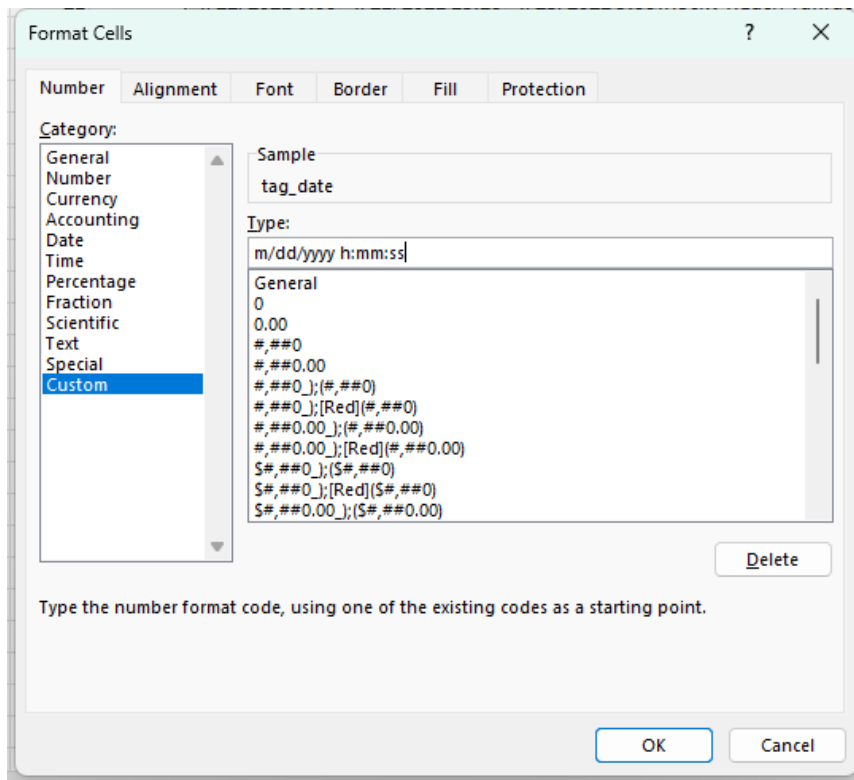 Format Cells ? ×
Number Alignment Font Border Fill Protection
Category:
General
Number
Currency
Accounting
Date
Time
Percentage
Fraction
Scientific
Text
Special
Custom
Sample
tag_date
Type:
m/dd/yyyy h:mm:ss
General
0
0.00
#,##0
#,##0.00
#,##0_);(#,##0)
#,##0_);[Red](#,##0)
#,##0.00_);(#,##0.00)
#,##0.00_);[Red](#,##0.00)
$#,##0_);($#,##0)
$#,##0_);[Red]($#,##0)
$#,##0.00_);($#,##0.00)
Delete
Type the number format code, using one of the existing codes as a starting point.
OK Cancel